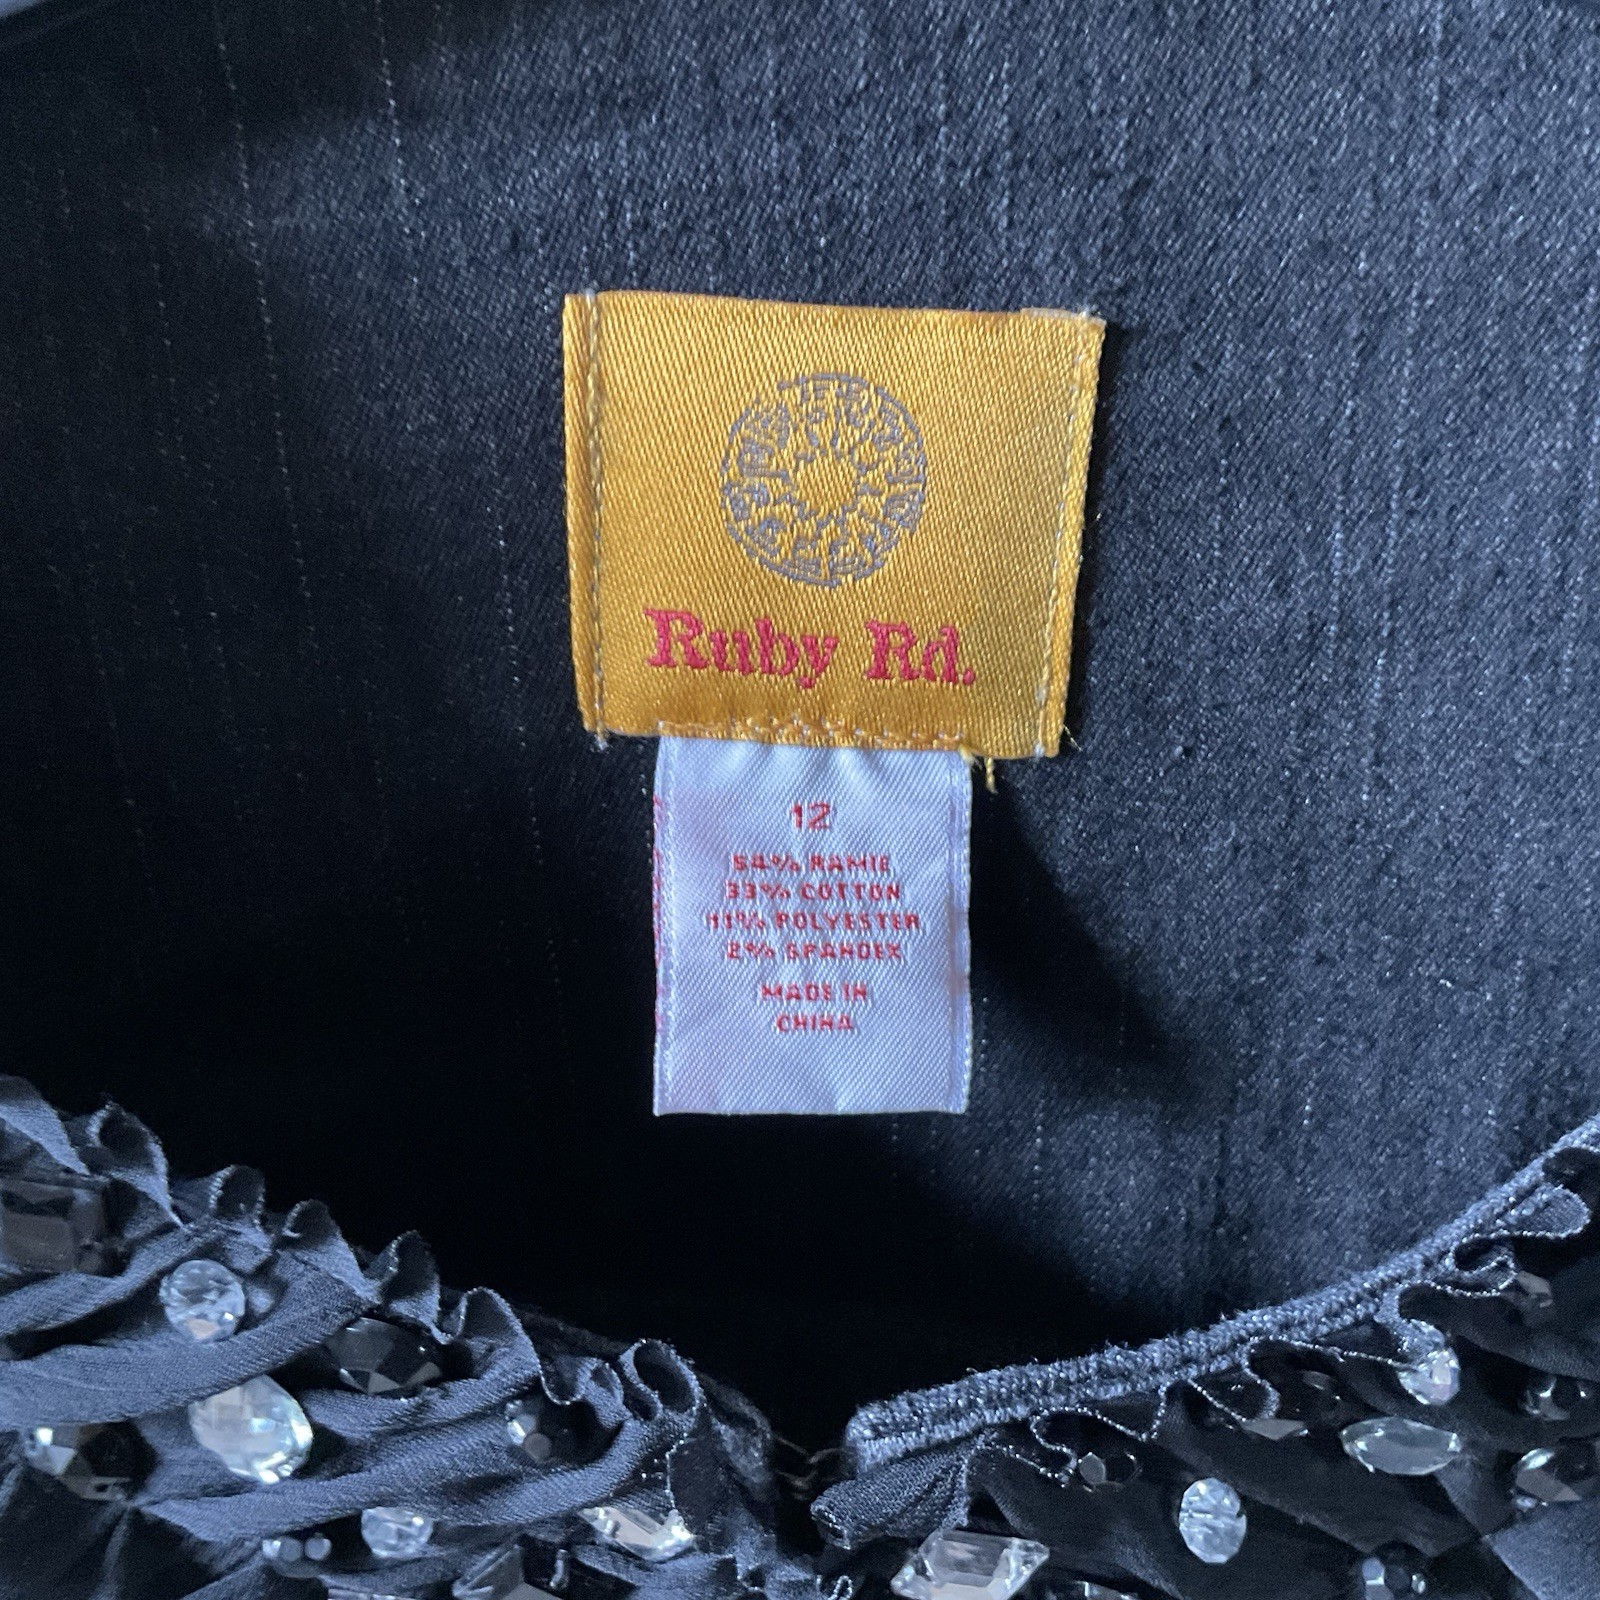 Ruby Rd.
12
54% RAMIE
33% COTTON
11% POLYESTER
2% SPANDEX
MADE IN
CHINA